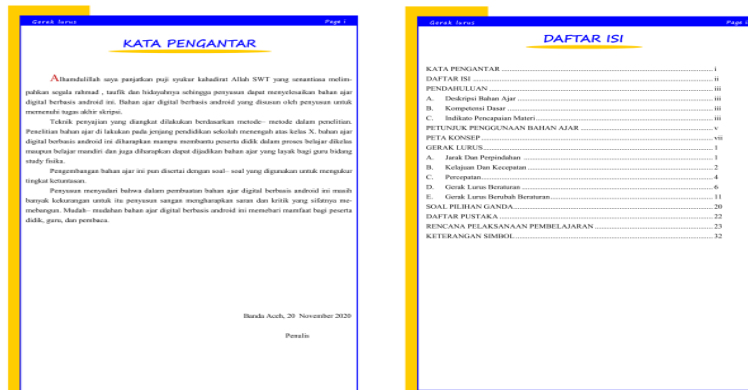 Gerak lurus Page i
KATA PENGANTAR
Alhamdulillah saya panjatkan puji syukur kahadirat Allah SWT yang senantiasa melim-
pahkan segala rahmad , taufik dan hidayahnya sehingga penyusun dapat menyelesaikan bahan ajar
digital berbasis android ini. Bahan ajar digital berbasis android yang disusun oleh penyusun untuk
memenuhi tugas akhir skripsi.
Teknik penyajian yang diangkat dilakukan berdasarkan metode– metode dalam penelitian.
Penelitian bahan ajar di lakukan pada jenjang pendidikan sekolah menengah atas kelas X. bahan ajar
digital berbasis android ini diharapkan mampu membantu peserta didik dalam proses belajar dikelas
maupun belajar mandiri dan juga diharapkan dapat dijadikan bahan ajar yang layak bagi guru bidang
study fisika.
Pengembangan bahan ajar ini pun disertai dengan soal– soal yang digunakan untuk mengukur
tingkat ketuntasan.
Penyusun menyadari bahwa dalam pembuatan bahan ajar digital berbasis android ini masih
banyak kekurangan untuk itu penyusun sangan mengharapkan saran dan kritik yang sifatnya me-
mebangun. Mudah– mudahan bahan ajar digital berbasis android ini memebari mamfaat bagi peserta
didik, guru, dan pembaca.
Banda Aceh, 20 November 2020
Penulis
Gerak lurus Page ii
DAFTAR ISI
KATA PENGANTAR ........ i
DAFTAR ISI ........ ii
PENDAHULUAN ........ iii
A. Deskripsi Bahan Ajar ........ iii
B. Kompetensi Dasar ........ iii
C. Indikato Pencapaian Materi ........ iii
PETUNJUK PENGGUNAAN BAHAN AJAR ........ v
PETA KONSEP ........ vii
GERAK LURUS ........ 1
A. Jarak Dan Perpindahan ........ 1
B. Kelajuan Dan Kecepatan ........ 2
C. Percepatan ........ 4
D. Gerak Lurus Beraturan ........ 6
E. Gerak Lurus Berubah Beraturan ........ 11
SOAL PILIHAN GANDA ........ 20
DAFTAR PUSTAKA ........ 22
RENCANA PELAKSANAAN PEMBELAJARAN ........ 23
KETERANGAN SIMBOL ........ 32